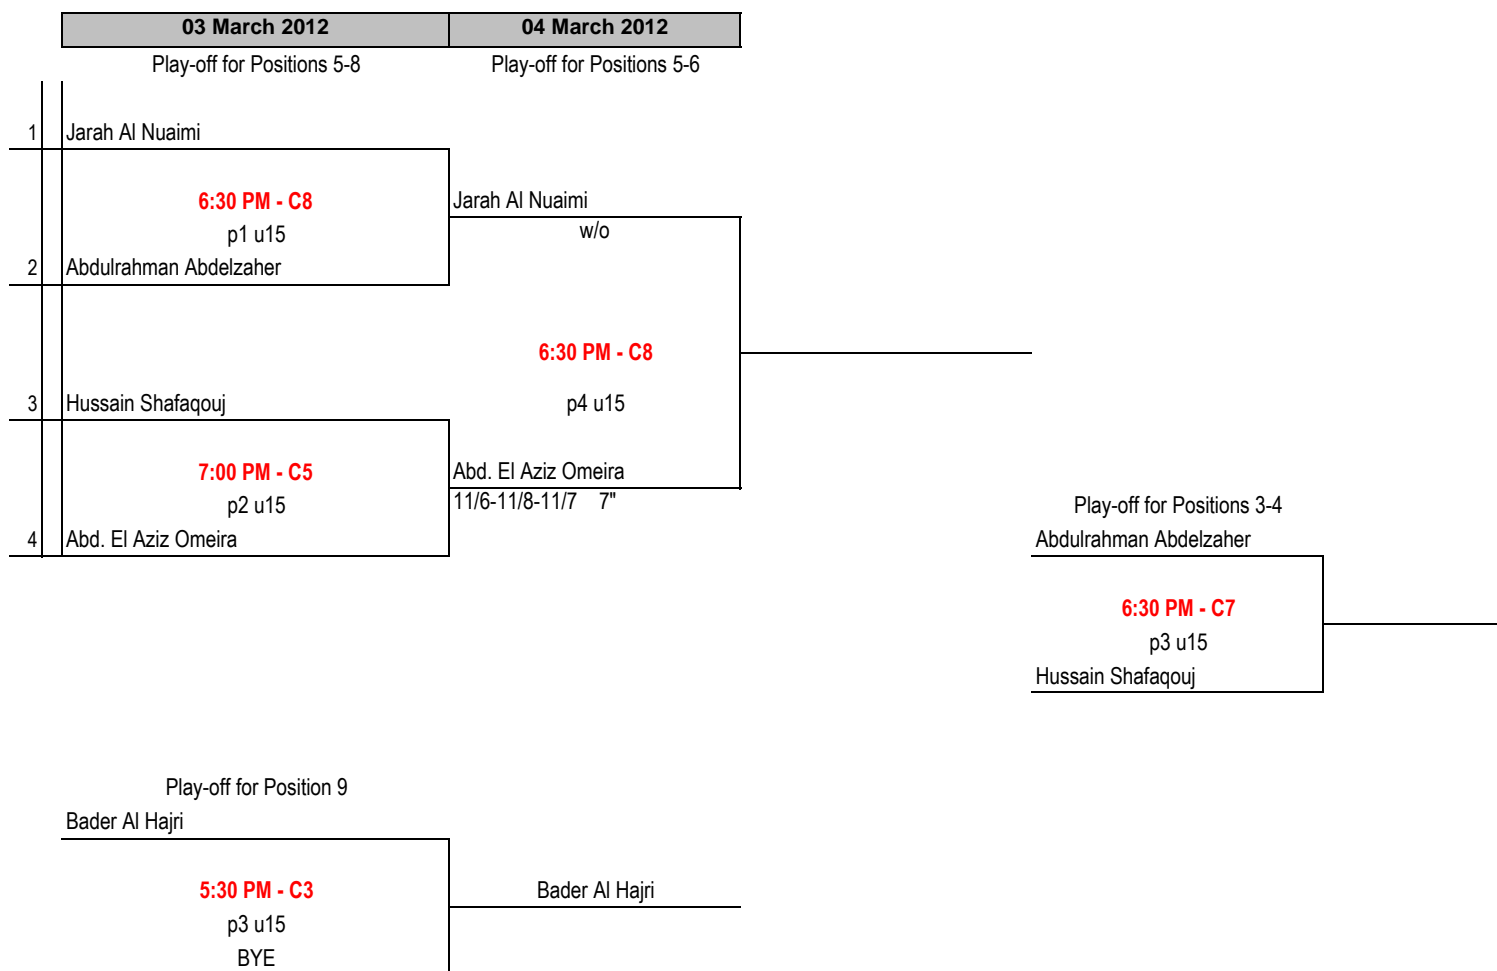 03 March 2012 04 March 2012
Play-off for Positions 5-8 Play-off for Positions 5-6
1 Jarah Al Nuaimi
6:30 PM - C8 Jarah Al Nuaimi
p1 u15 w/o
2 Abdulrahman Abdelzaher
6:30 PM - C8
3 Hussain Shafaqouj p4 u15
7:00 PM - C5 Abd. El Aziz Omeira
p2 u15 11/6-11/8-11/7 7" Play-off for Positions 3-4
4 Abd. El Aziz Omeira Abdulrahman Abdelzaher
6:30 PM - C7
p3 u15
Hussain Shafaqouj
Play-off for Position 9
Bader Al Hajri
5:30 PM - C3 Bader Al Hajri
p3 u15
BYE